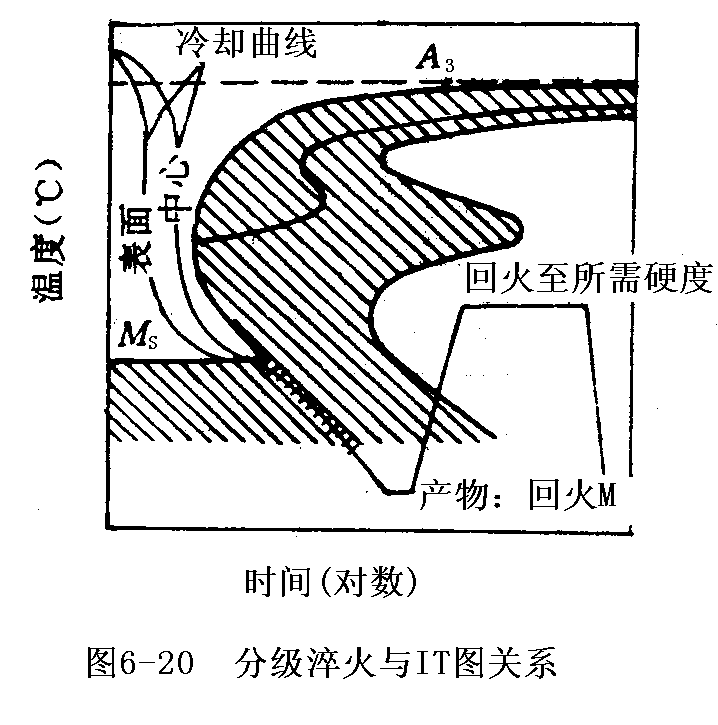 冷却曲线
A₃
温度(℃)
表面
中心
Mₛ
回火至所需硬度
产物：回火M
时间(对数)
图6-20 分级淬火与IT图关系